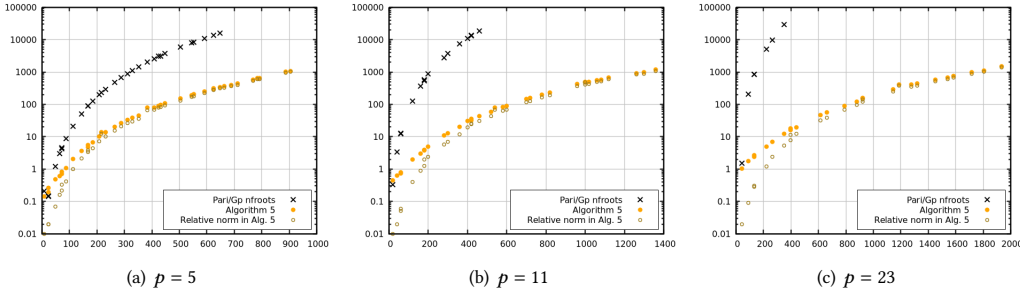 100000
10000
1000
100
10
1
0.1
0.01
0 100 200 300 400 500 600 700 800 900 1000
Pari/Gp nfroots
Algorithm 5
Relative norm in Alg. 5
(a) p = 5
100000
10000
1000
100
10
1
0.1
0.01
0 200 400 600 800 1000 1200 1400
Pari/Gp nfroots
Algorithm 5
Relative norm in Alg. 5
(b) p = 11
100000
10000
1000
100
10
1
0.1
0.01
0 200 400 600 800 1000 1200 1400 1600 1800 2000
Pari/Gp nfroots
Algorithm 5
Relative norm in Alg. 5
(c) p = 23